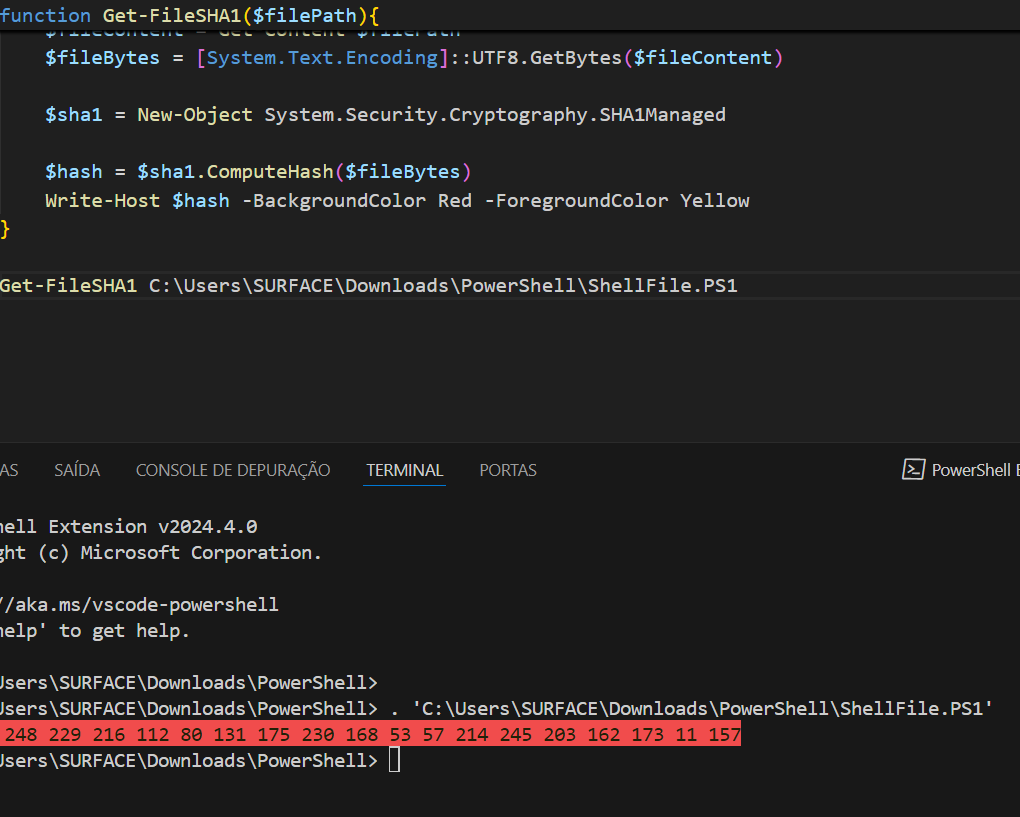 function Get-FileSHA1($filePath){
$fileContent = Get-Content $filePath
$fileBytes = [System.Text.Encoding]::UTF8.GetBytes($fileContent)
$sha1 = New-Object System.Security.Cryptography.SHA1Managed
$hash = $sha1.ComputeHash($fileBytes)
Write-Host $hash -BackgroundColor Red -ForegroundColor Yellow
}
Get-FileSHA1 C:\Users\SURFACE\Downloads\PowerShell\ShellFile.PS1
AS SAÍDA CONSOLE DE DEPURAÇÃO TERMINAL PORTAS PowerShell E
hell Extension v2024.4.0
ght (c) Microsoft Corporation.
//aka.ms/vscode-powershell
help' to get help.
Users\SURFACE\Downloads\PowerShell>
Users\SURFACE\Downloads\PowerShell> . 'C:\Users\SURFACE\Downloads\PowerShell\ShellFile.PS1'
248 229 216 112 80 131 175 230 168 53 57 214 245 203 162 173 11 157
Users\SURFACE\Downloads\PowerShell>